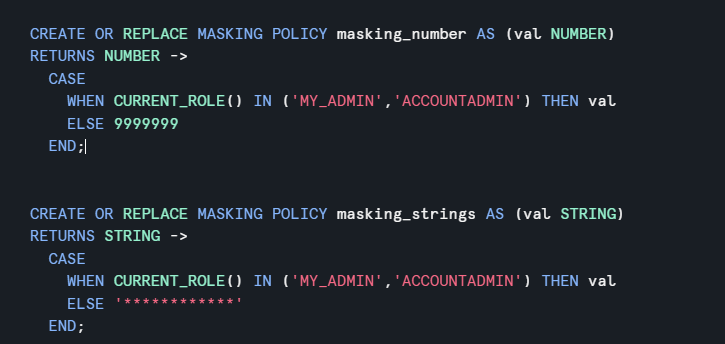 CREATE OR REPLACE MASKING POLICY masking_number AS (val NUMBER)
RETURNS NUMBER ->
  CASE
    WHEN CURRENT_ROLE() IN ('MY_ADMIN','ACCOUNTADMIN') THEN val
    ELSE 9999999
  END;
CREATE OR REPLACE MASKING POLICY masking_strings AS (val STRING)
RETURNS STRING ->
  CASE
    WHEN CURRENT_ROLE() IN ('MY_ADMIN','ACCOUNTADMIN') THEN val
    ELSE '************'
  END;